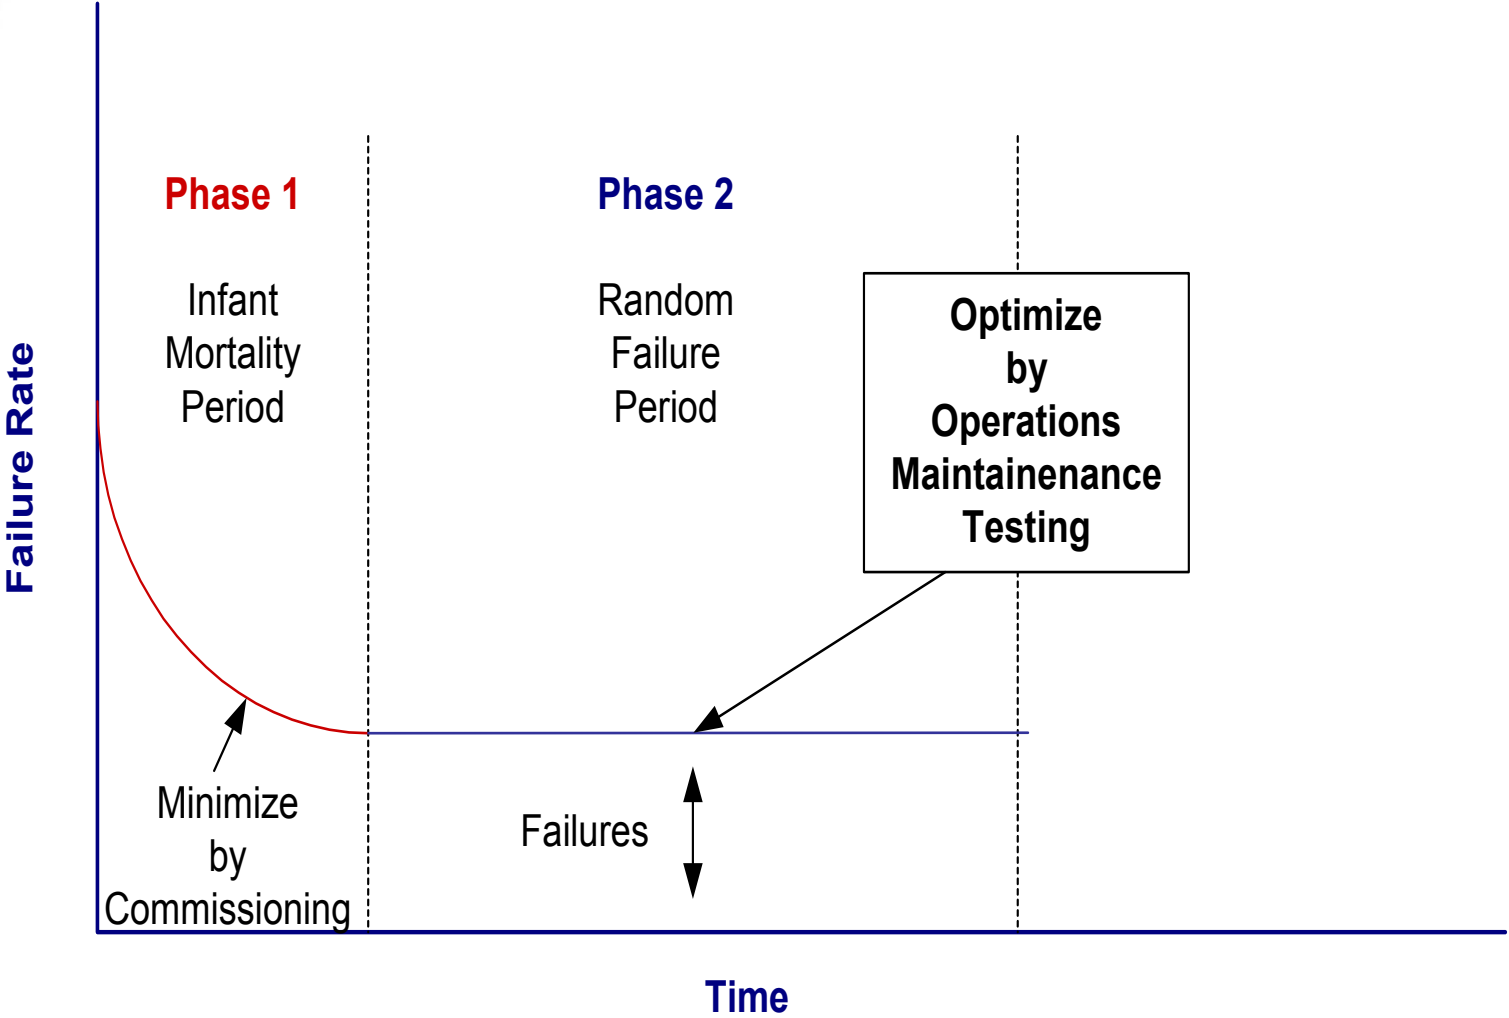 Phase 1
Infant
Mortality
Period
Phase 2
Random
Failure
Period
Optimize
by
Operations
Maintainenance
Testing
Failure Rate
Minimize
by
Commissioning
Failures
Time